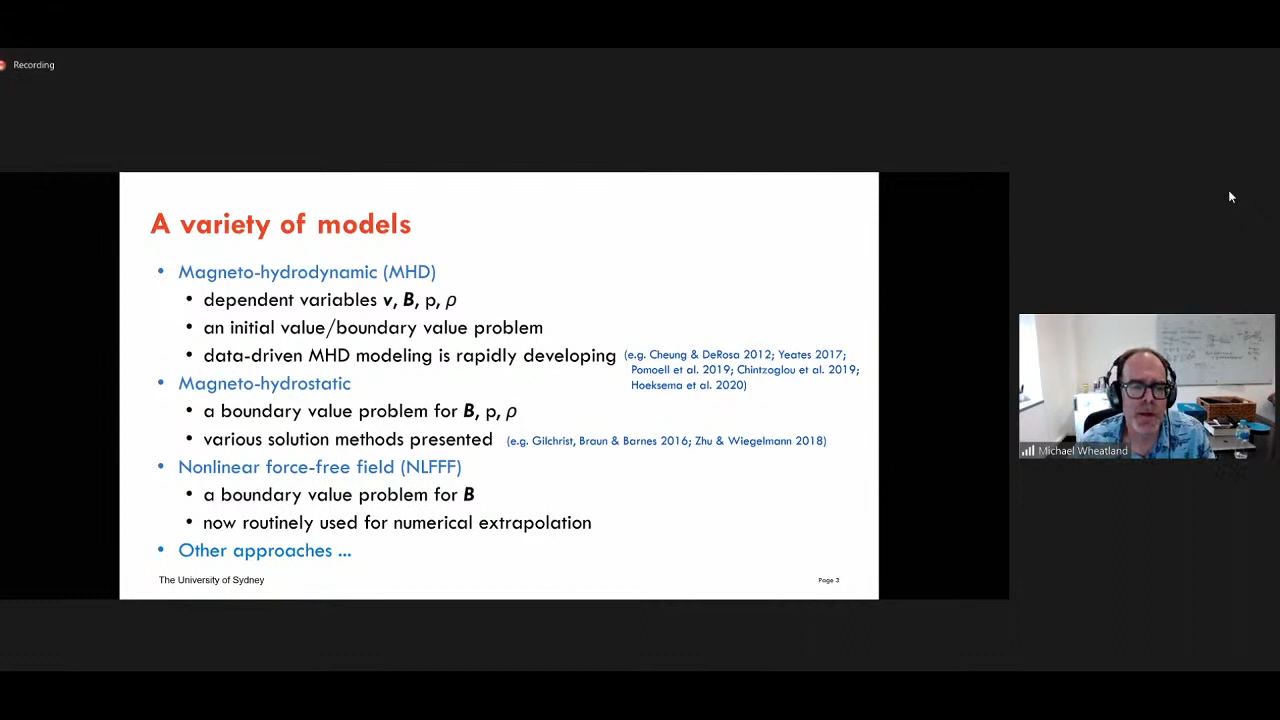 Recording
A variety of models
• Magneto-hydrodynamic (MHD)
• dependent variables v, B, p, ρ
• an initial value/boundary value problem
• data-driven MHD modeling is rapidly developing (e.g. Cheung & DeRosa 2012; Yeates 2017;
Pomoell et al. 2019; Chintzoglou et al. 2019;
Hoeksema et al. 2020)
• Magneto-hydrostatic
• a boundary value problem for B, p, ρ
• various solution methods presented (e.g. Gilchrist, Braun & Barnes 2016; Zhu & Wiegelmann 2018)
• Nonlinear force-free field (NLFFF)
• a boundary value problem for B
• now routinely used for numerical extrapolation
• Other approaches ...
The University of Sydney
Page 3
Michael Wheatland